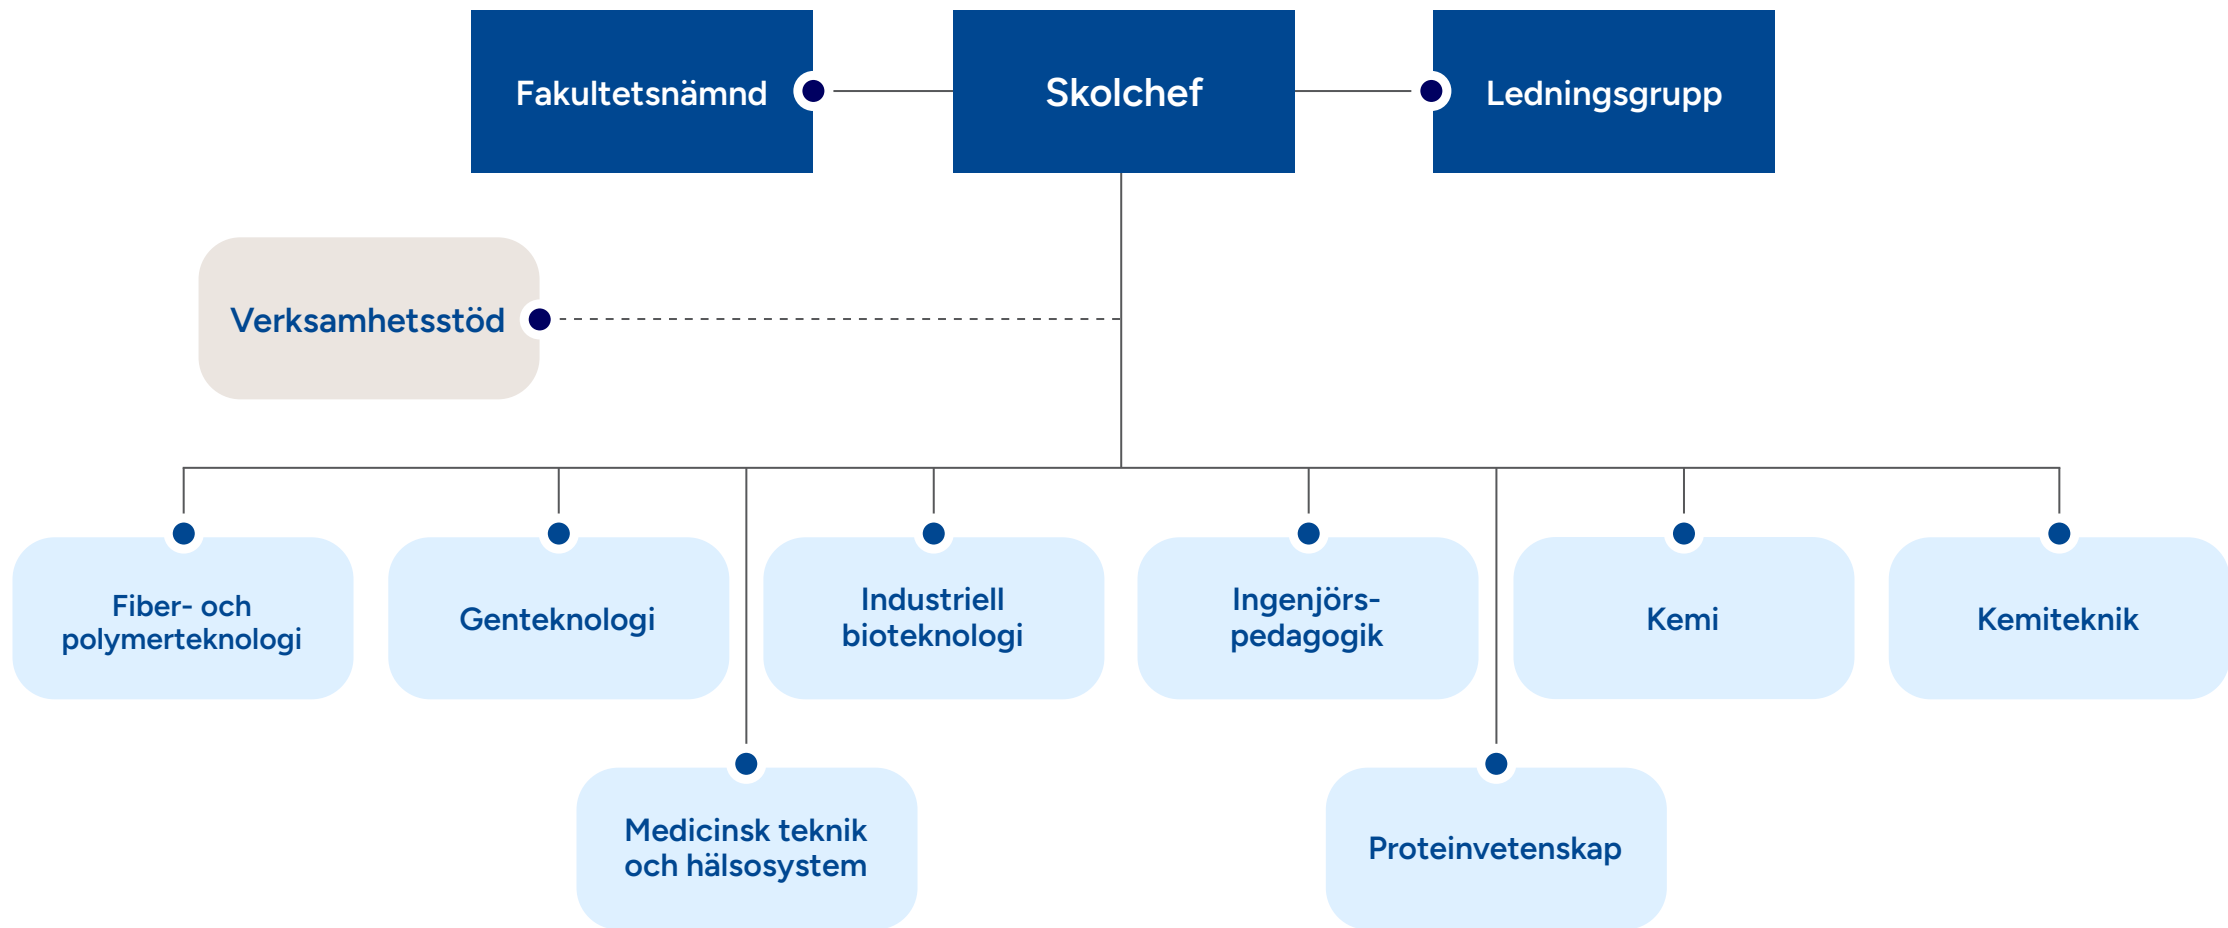 Fakultetsnämnd
Skolchef
Ledningsgrupp
Verksamhetsstöd
Fiber- och
polymerteknologi
Genteknologi
Industriell
bioteknologi
Ingenjörs-
pedagogik
Kemi
Kemiteknik
Medicinsk teknik
och hälsosystem
Proteinvetenskap